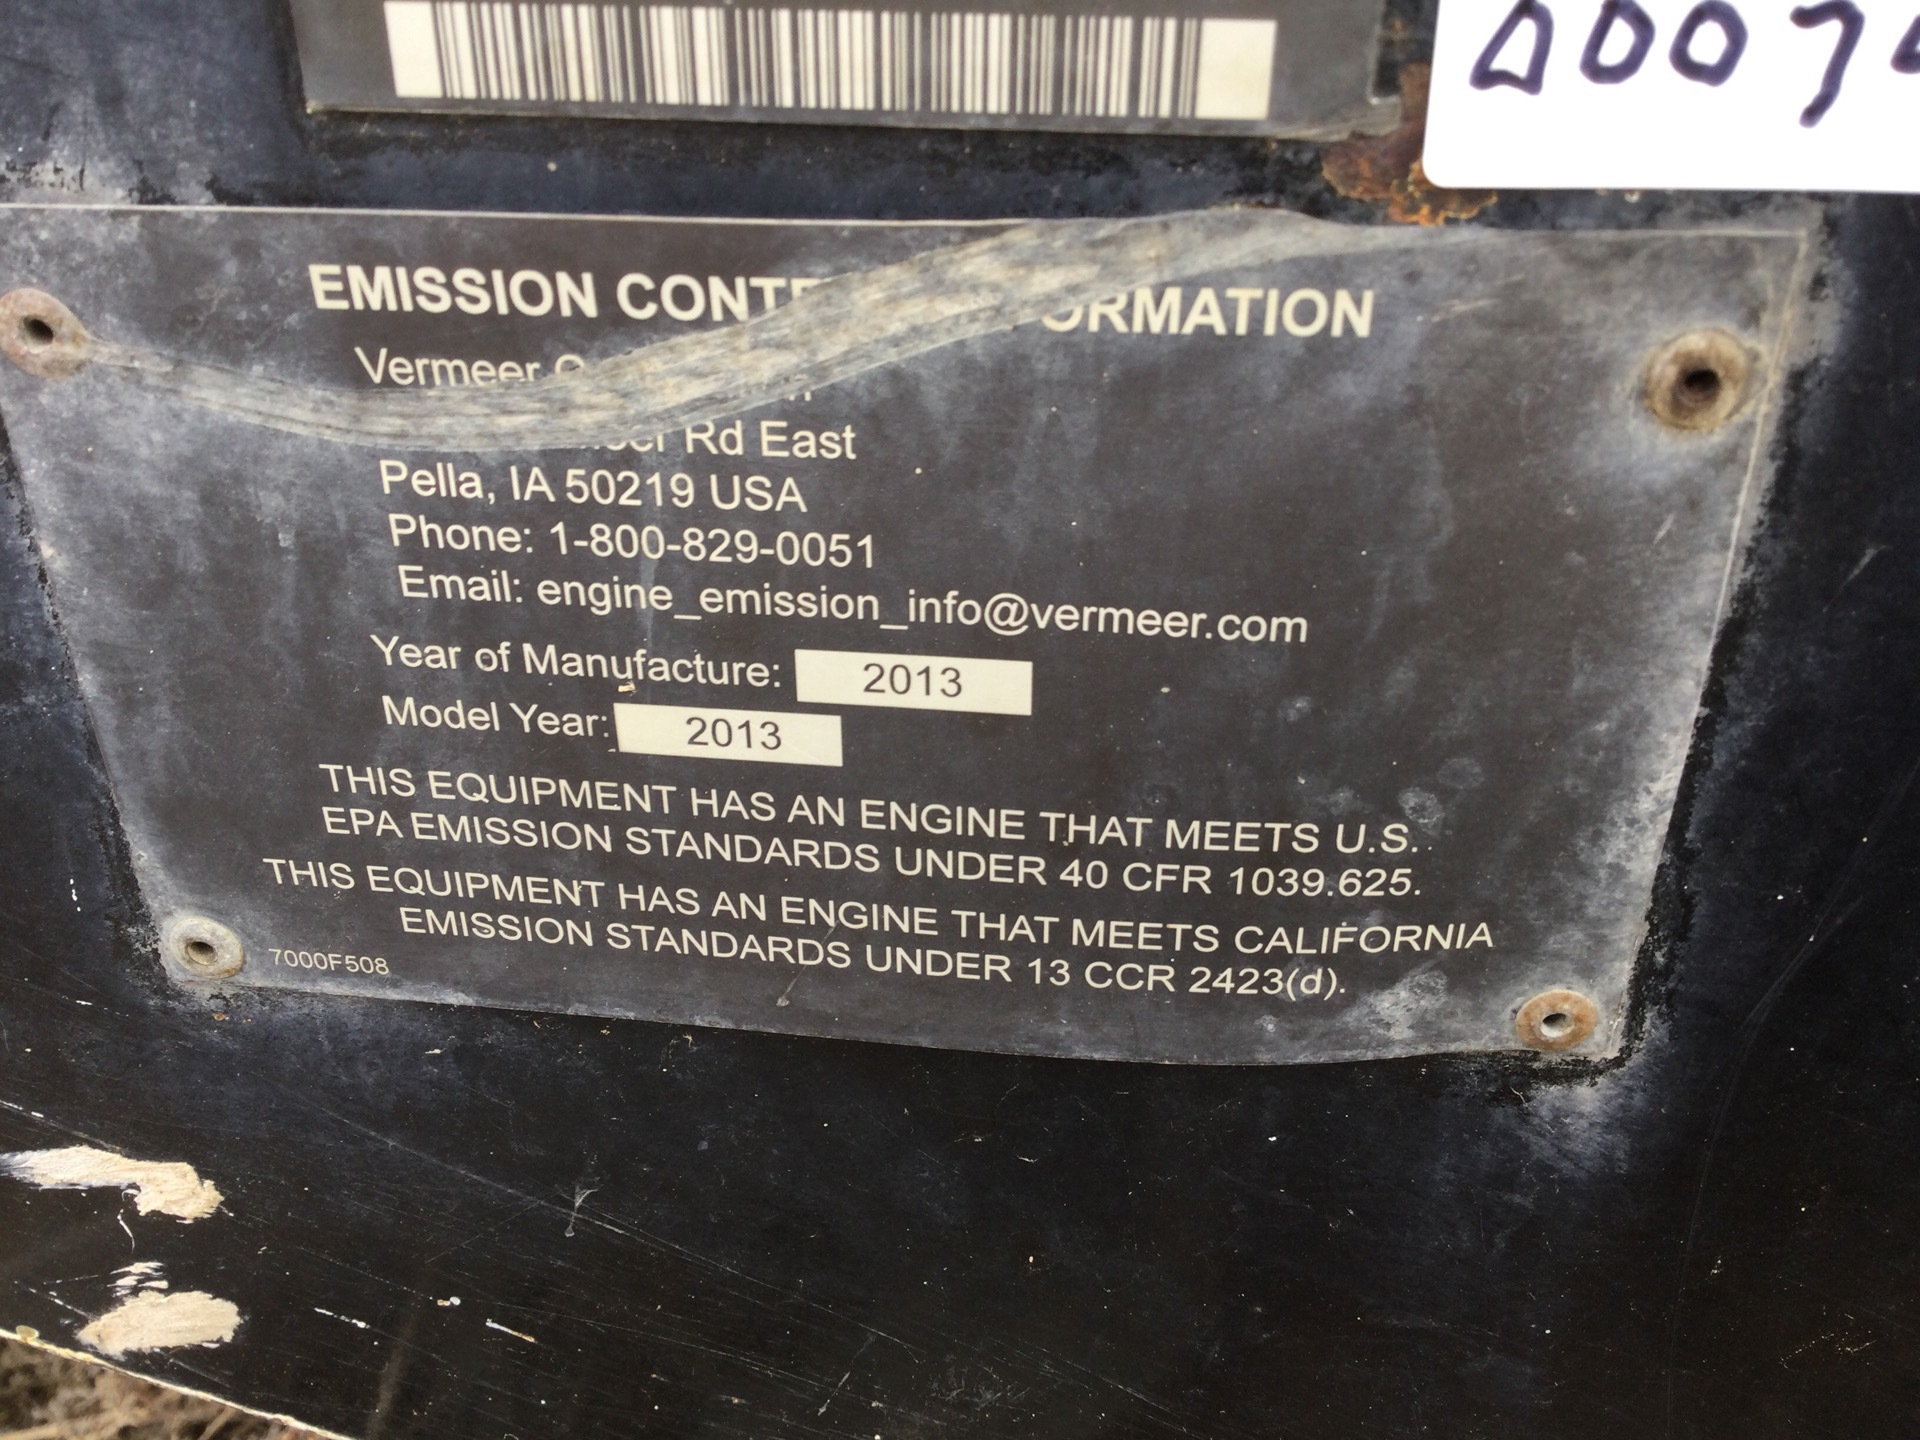 EMISSION CONT ORMATION
Vermeer
Rd East
Pella, IA 50219 USA
Phone: 1-800-829-0051
Email: engine_emission_info@vermeer.com
Year of Manufacture: 2013
Model Year: 2013
THIS EQUIPMENT HAS AN ENGINE THAT MEETS U.S.
EPA EMISSION STANDARDS UNDER 40 CFR 1039.625.
THIS EQUIPMENT HAS AN ENGINE THAT MEETS CALIFORNIA
EMISSION STANDARDS UNDER 13 CCR 2423(d).
7000F508